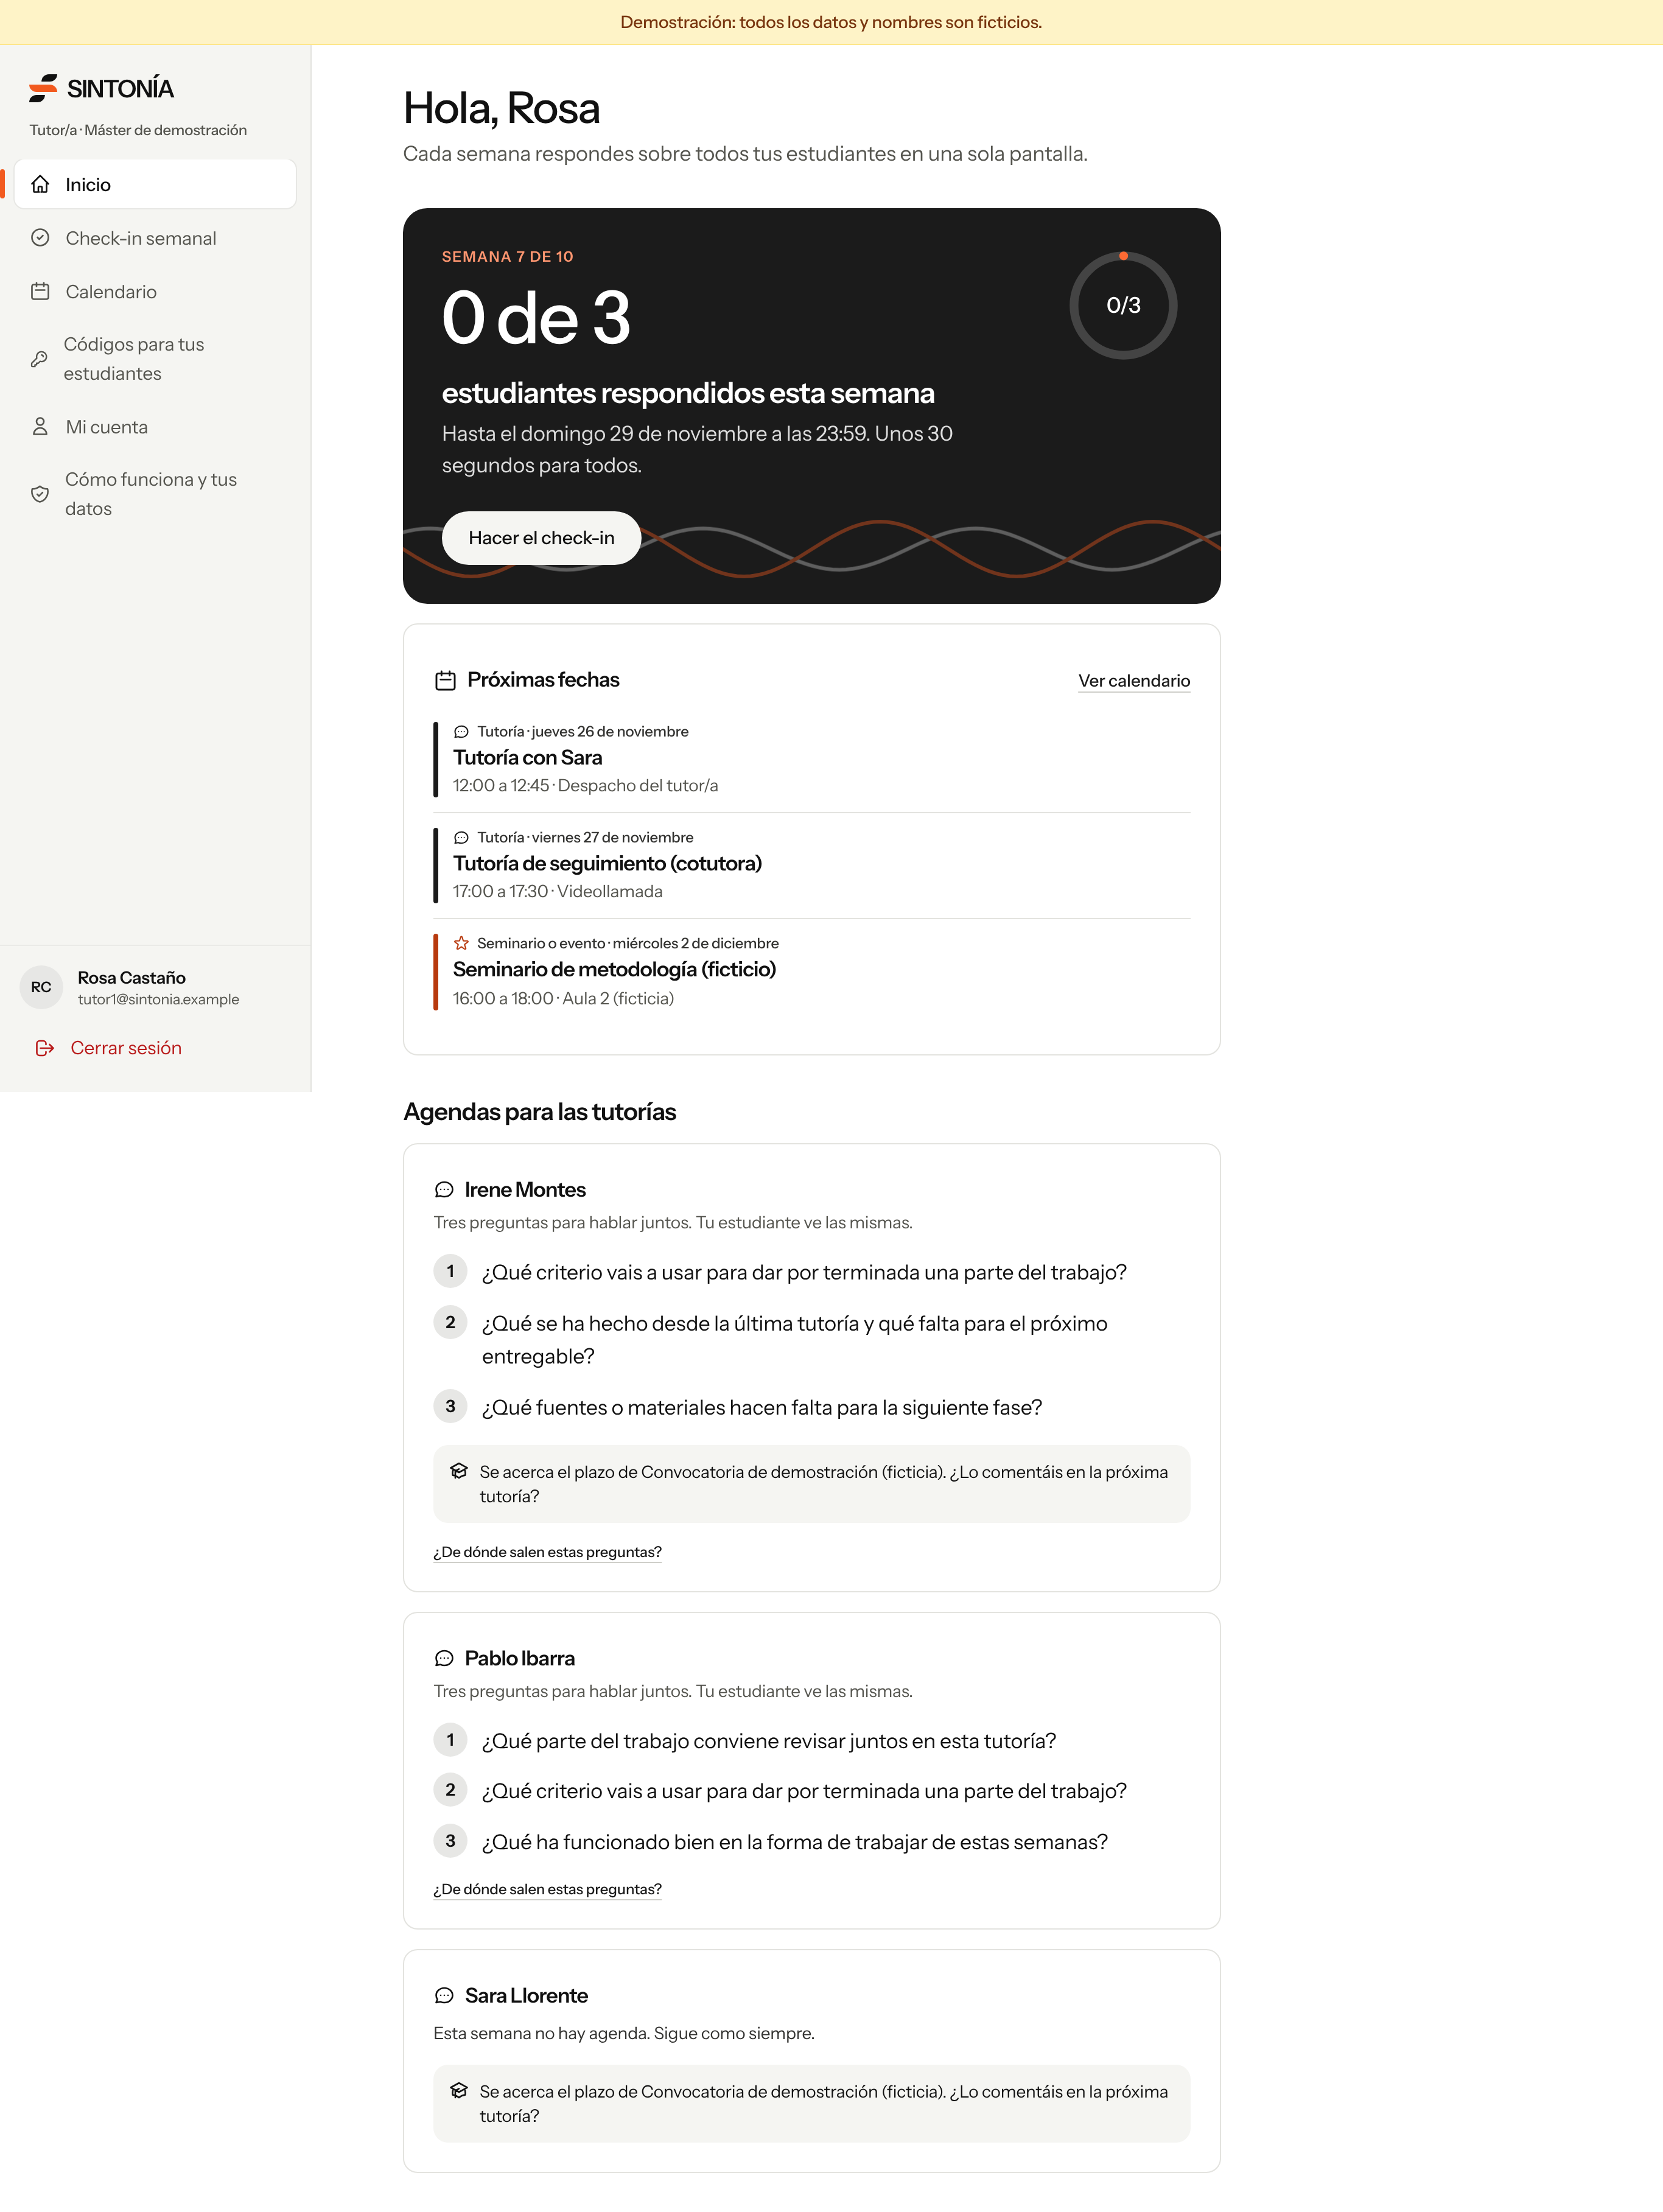 Demostración: todos los datos y nombres son ficticios.
SINTONÍA
Tutor/a · Máster de demostración
Inicio
Check-in semanal
Calendario
Códigos para tus
estudiantes
Mi cuenta
Cómo funciona y tus
datos
Rosa Castaño
RC
tutor1@sintonia.example
Cerrar sesión
Hola, Rosa
Cada semana respondes sobre todos tus estudiantes en una sola pantalla.
SEMANA 7 DE 10
0 de 3
0/3
estudiantes respondidos esta semana
Hasta el domingo 29 de noviembre a las 23:59. Unos 30
segundos para todos.
Hacer el check-in
Próximas fechas
Ver calendario
Tutoría · jueves 26 de noviembre
Tutoría con Sara
12:00 a 12:45 · Despacho del tutor/a
Tutoría · viernes 27 de noviembre
Tutoría de seguimiento (cotutora)
17:00 a 17:30 · Videollamada
Seminario o evento · miércoles 2 de diciembre
Seminario de metodología (ficticio)
16:00 a 18:00 · Aula 2 (ficticia)
Agendas para las tutorías
Irene Montes
Tres preguntas para hablar juntos. Tu estudiante ve las mismas.
1 ¿Qué criterio vais a usar para dar por terminada una parte del trabajo?
2 ¿Qué se ha hecho desde la última tutoría y qué falta para el próximo
entregable?
3 ¿Qué fuentes o materiales hacen falta para la siguiente fase?
Se acerca el plazo de Convocatoria de demostración (ficticia). ¿Lo comentáis en la próxima
tutoría?
¿De dónde salen estas preguntas?
Pablo Ibarra
Tres preguntas para hablar juntos. Tu estudiante ve las mismas.
1 ¿Qué parte del trabajo conviene revisar juntos en esta tutoría?
2 ¿Qué criterio vais a usar para dar por terminada una parte del trabajo?
3 ¿Qué ha funcionado bien en la forma de trabajar de estas semanas?
¿De dónde salen estas preguntas?
Sara Llorente
Esta semana no hay agenda. Sigue como siempre.
Se acerca el plazo de Convocatoria de demostración (ficticia). ¿Lo comentáis en la próxima
tutoría?